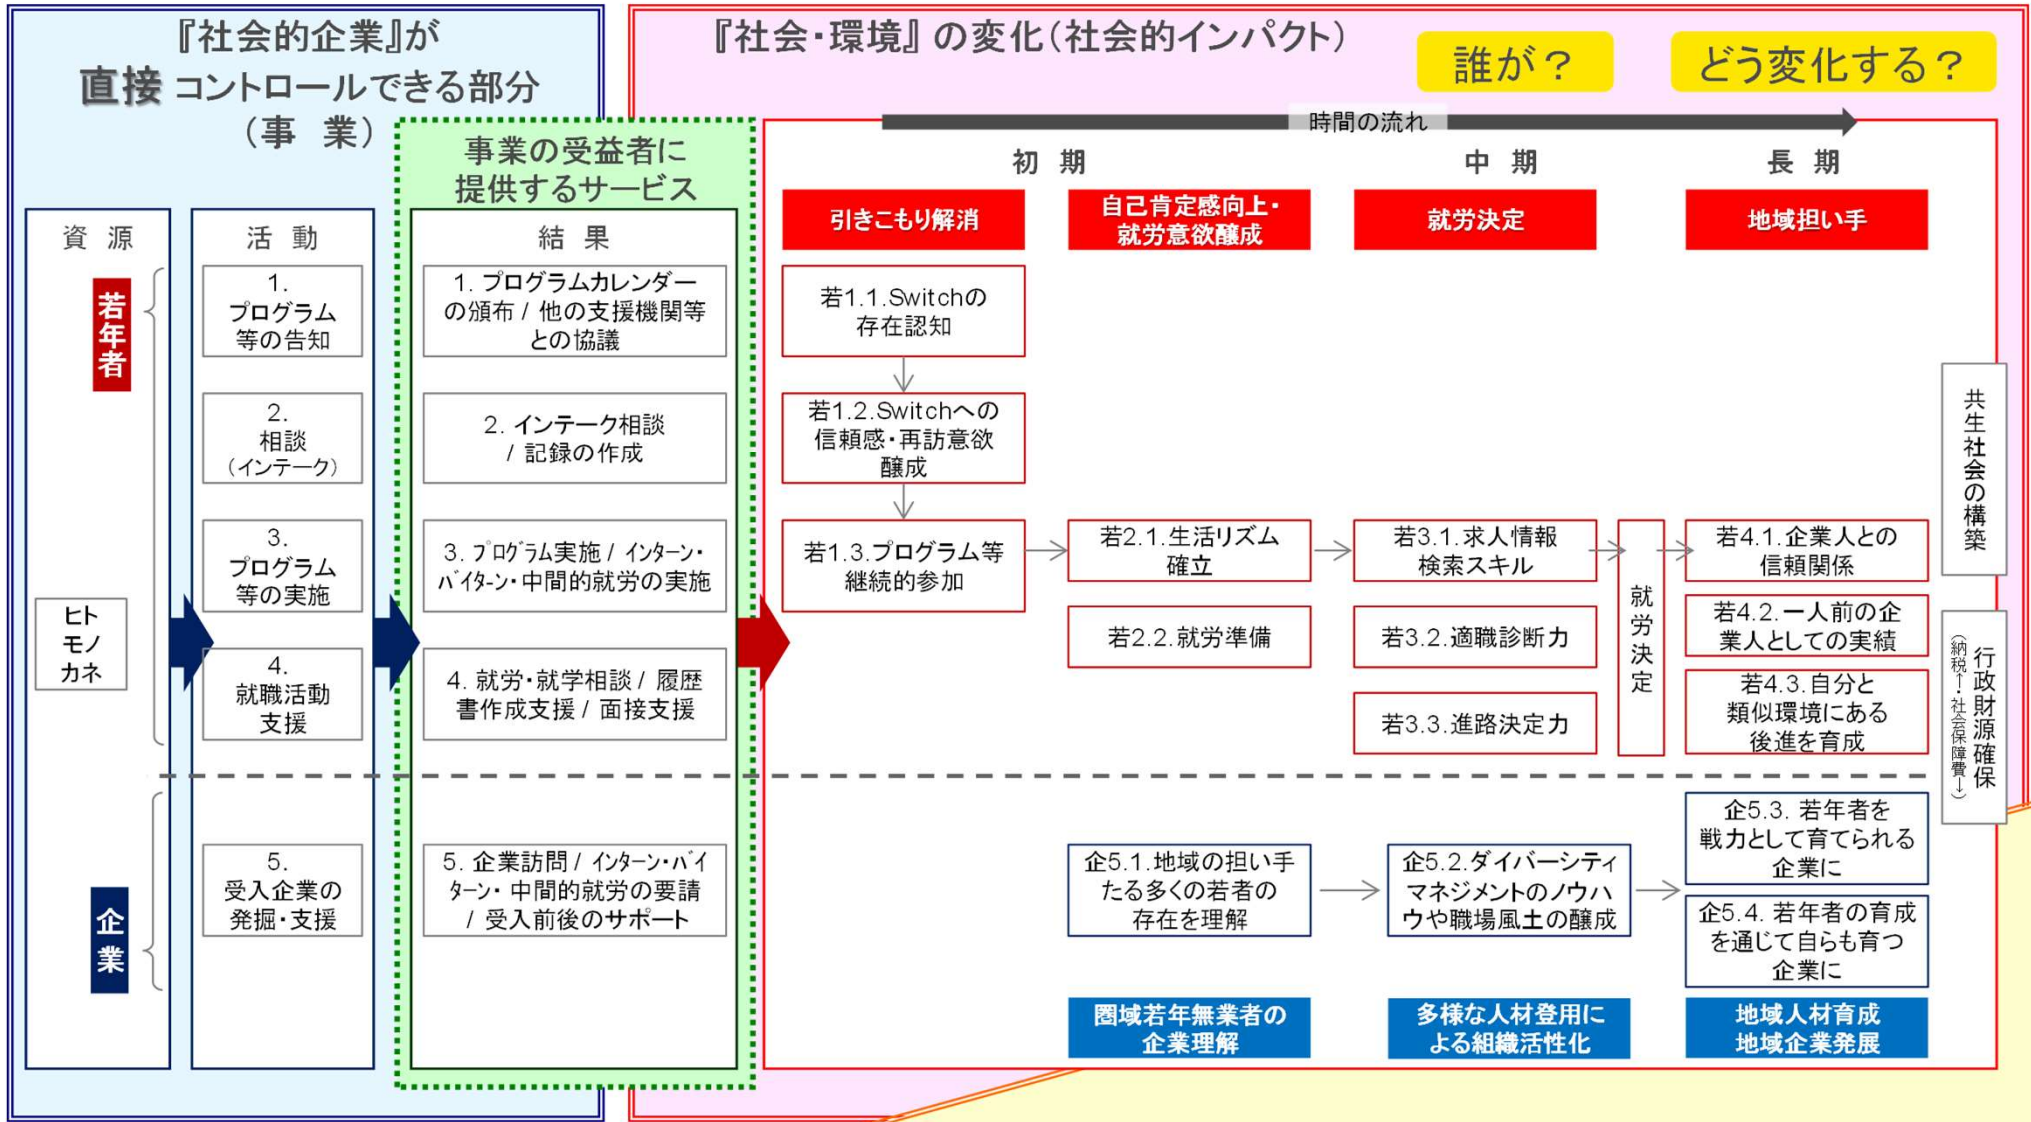 『社会的企業』が
直接 コントロールできる部分
（事　業）
『社会・環境』 の変化（社会的インパクト）
誰が？
どう変化する？
時間の流れ
初　期
中　期
長　期
事業の受益者に
提供するサービス
資　源
活　動
結　果
引きこもり解消
自己肯定感向上・
就労意欲醸成
就労決定
地域担い手
若年者
ヒト
モノ
カネ
企業
1.
プログラム
等の告知
2.
相談
（インテーク）
3.
プログラム
等の実施
4.
就職活動
支援
5.
受入企業の
発掘・支援
1. プログラムカレンダー
の頒布 / 他の支援機関等
との協議
2. インテーク相談
/ 記録の作成
3. プログラム実施 / インターン・
バイターン・中間的就労の実施
4. 就労・就学相談 / 履歴
書作成支援 / 面接支援
5. 企業訪問 / インターン・バイ
ターン・ 中間的就労の要請
/ 受入前後のサポート
若1.1.Switchの
存在認知
若1.2.Switchへの
信頼感・再訪意欲
醸成
若1.3.プログラム等
継続的参加
若2.1.生活リズム
確立
若2.2.就労準備
若3.1.求人情報
検索スキル
若3.2.適職診断力
若3.3.進路決定力
就労決定
若4.1.企業人との
信頼関係
若4.2.一人前の企
業人としての実績
若4.3.自分と
類似環境にある
後進を育成
共生社会の構築
行政財源確保
（納税↑・社会保障費↓）
企5.1.地域の担い手
たる多くの若者の
存在を理解
企5.2.ダイバーシティ
マネジメントのノウハ
ウや職場風土の醸成
企5.3. 若年者を
戦力として育てられる
企業に
企5.4. 若年者の育成
を通じて自らも育つ
企業に
圏域若年無業者の
企業理解
多様な人材登用に
よる組織活性化
地域人材育成
地域企業発展